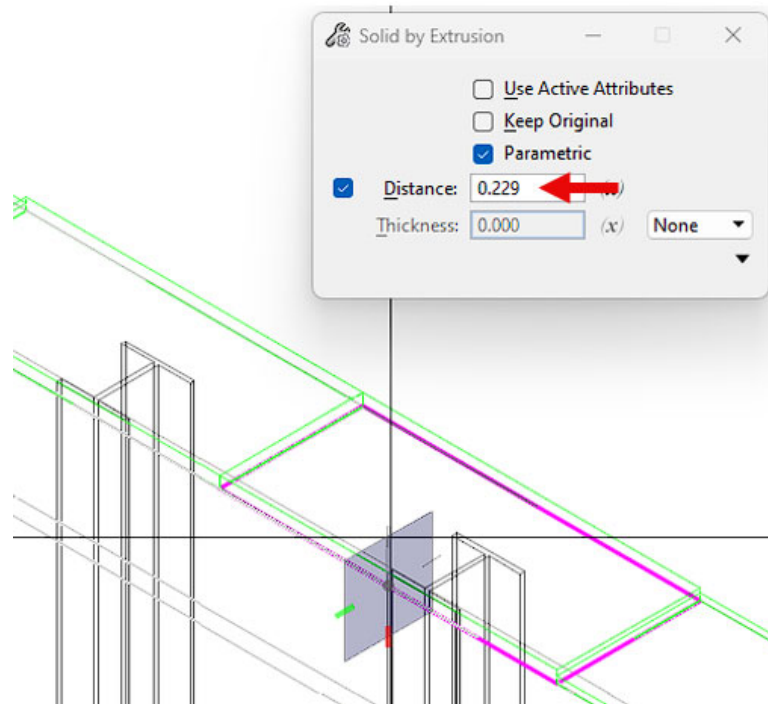 Solid by Extrusion
Use Active Attributes
Keep Original
Parametric
Distance: 0.229
Thickness: 0.000 (x) None